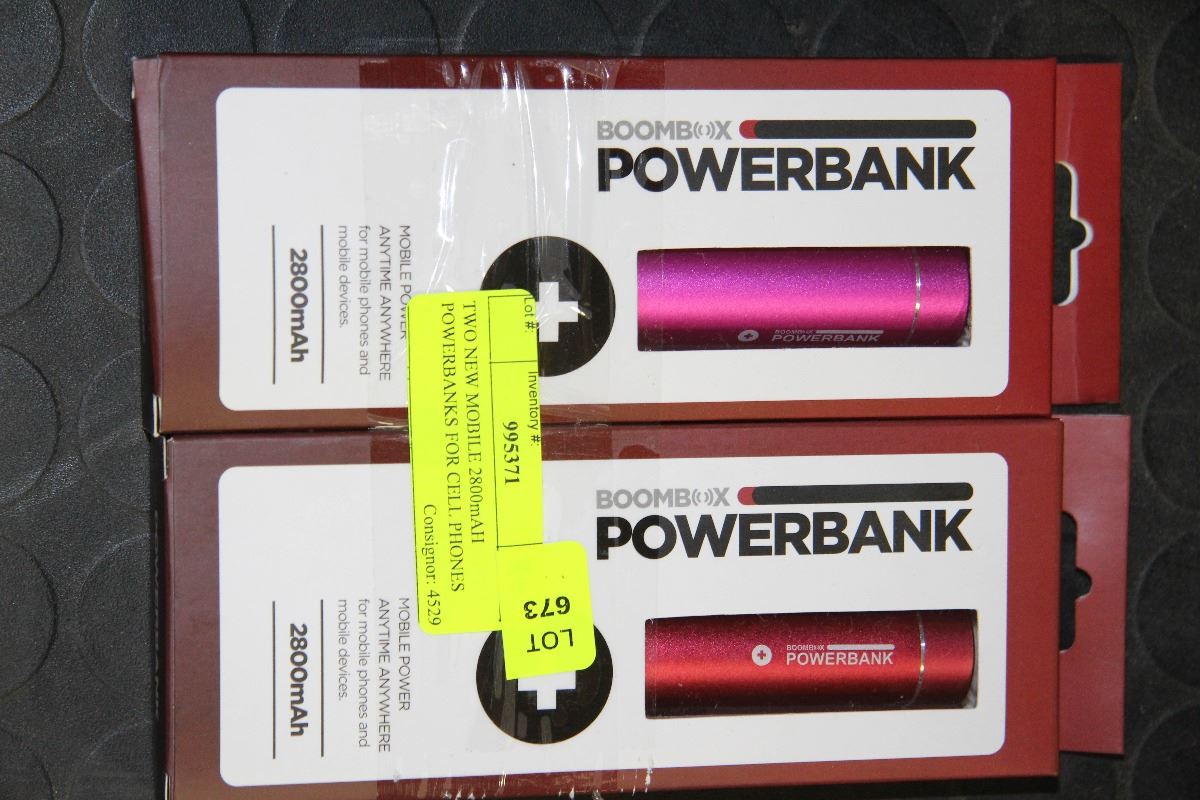 BOOMBOX
POWERBANK
BOOMBOX
POWERBANK
MOBILE POWER
ANYTIME ANYWHERE
for mobile phones and
mobile devices.
2800mAh
Lot #:
Inventory #:
995371
TWO NEW MOBILE 2800mAH
POWERBANKS FOR CELL PHONES
Consignor: 4529
LOT
673
BOOMBOX
POWERBANK
BOOMBOX
POWERBANK
MOBILE POWER
ANYTIME ANYWHERE
for mobile phones and
mobile devices.
2800mAh